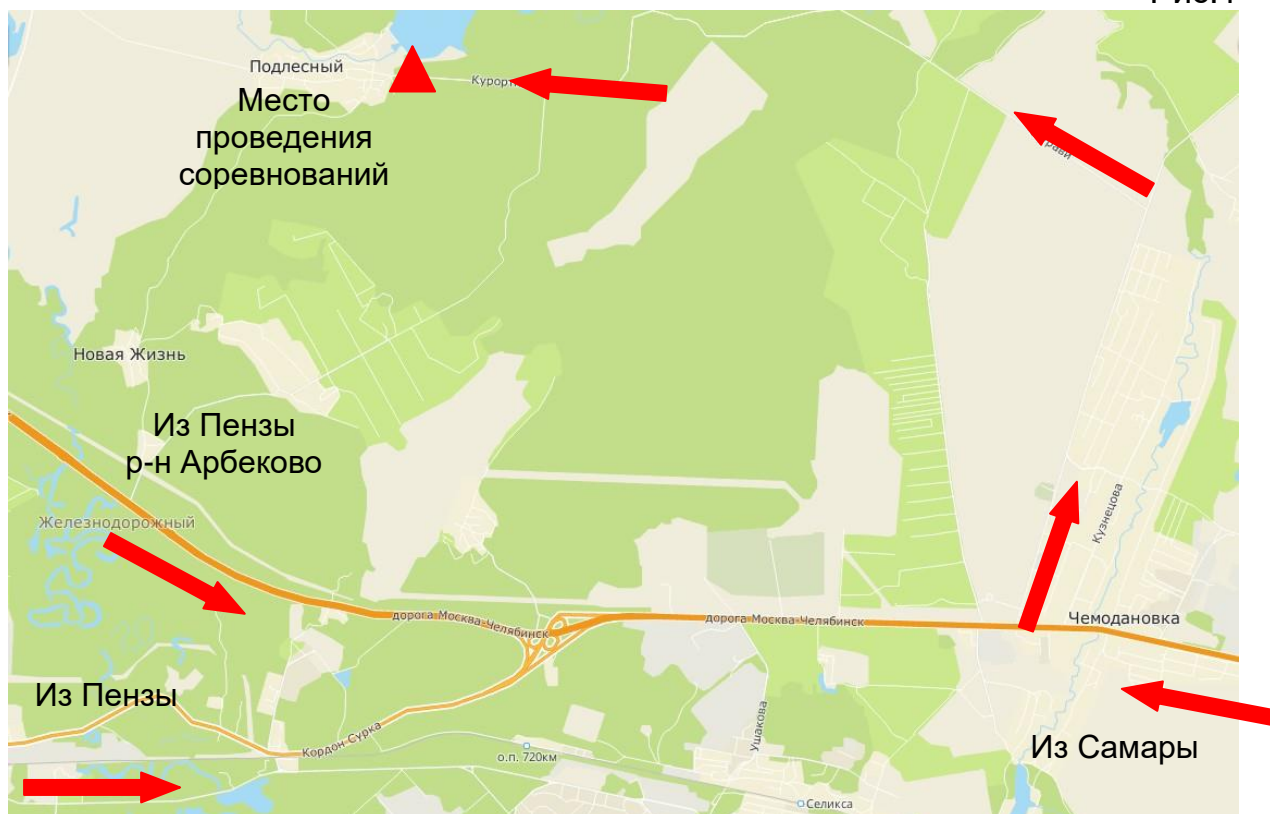 Подлесный
Место
проведения
соревнований
Новая Жизнь
Из Пензы
р-н Арбеково
Железнодорожный
дорога Москва-Челябинск
дорога Москва-Челябинск
Кузнецова
Чемодановка
Из Пензы
Кордон Сурка
о.п. 720км
Ушакова
Из Самары
Селикса